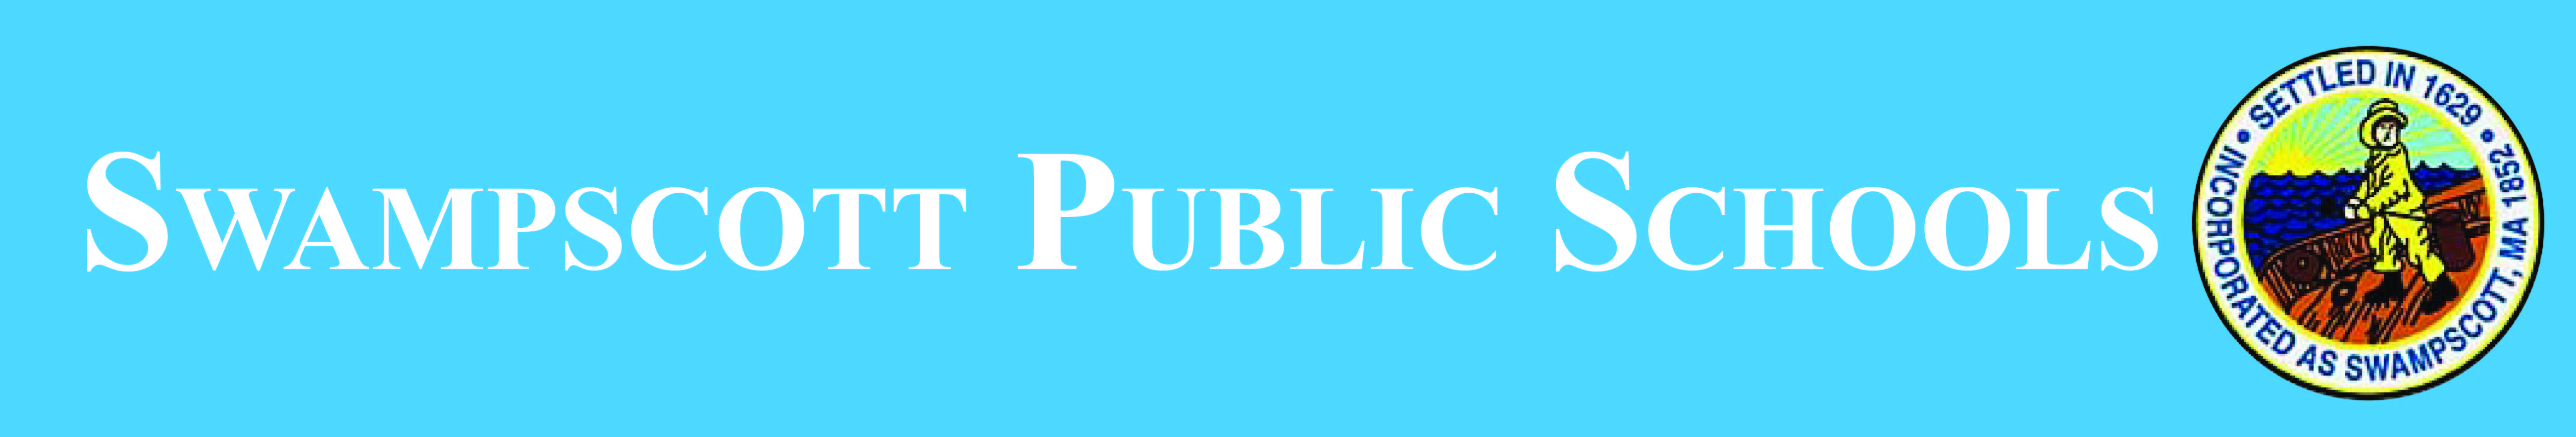 SWAMPSCOTT PUBLIC SCHOOLS
• SETTLED IN 1629 •
INCORPORATED AS SWAMPSCOTT, MA 1852